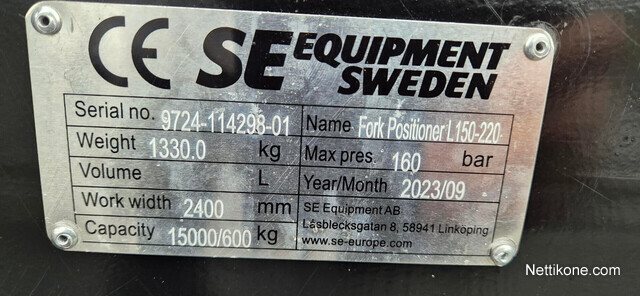 CE SE EQUIPMENT SWEDEN
Serial no. 9724-114298-01 Name Fork Positioner L150-220
Weight 1330.0 kg Max pres. 160 bar
Volume L Year/Month 2023/09
Work width 2400 mm SE Equipment AB
Låsblecksgatan 8, 58941 Linköping
Capacity 15000/600 kg www.se-europe.com
Nettikone.com